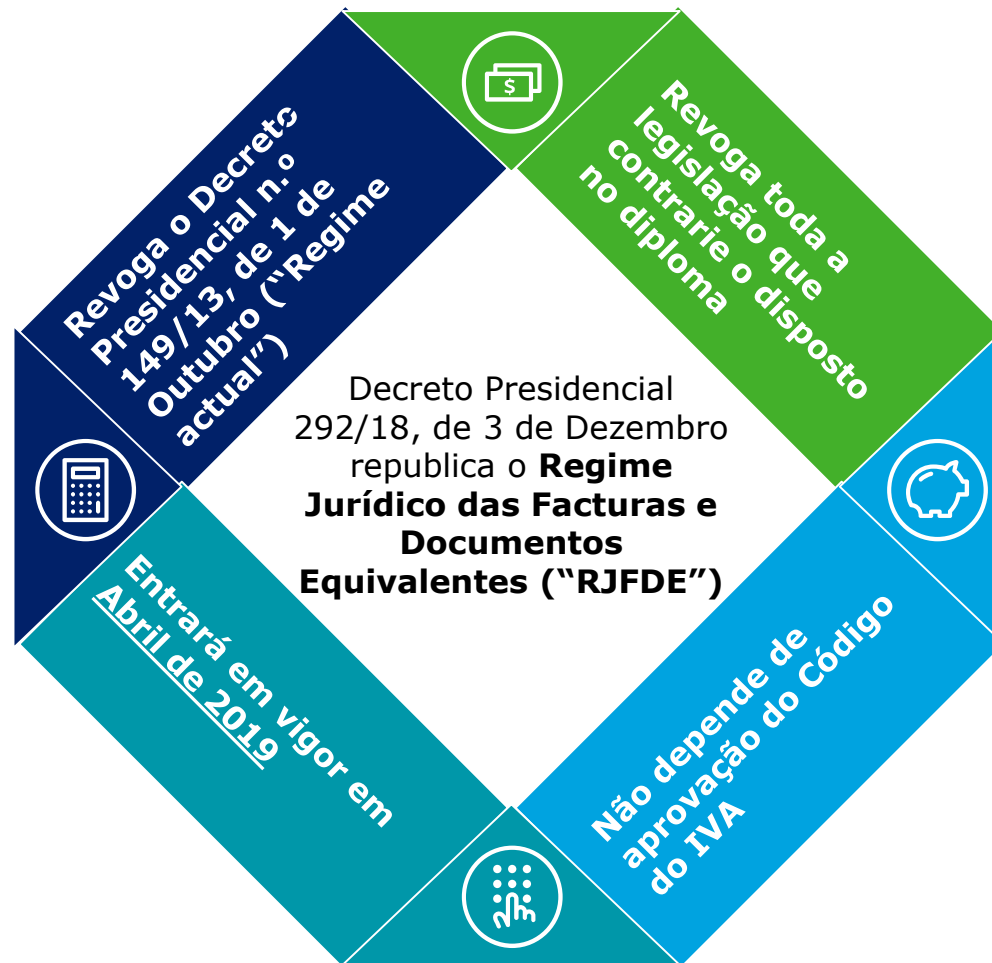 $
Revoga o Decreto
Presidencial n.º
149/13, de 1 de
Outubro (“Regime
actual”)
Revoga toda a
legislação que
contrarie o disposto
no diploma
Decreto Presidencial
292/18, de 3 de Dezembro
republica o Regime
Jurídico das Facturas e
Documentos
Equivalentes (“RJFDE”)
Entrará em vigor em
Abril de 2019
Não depende de
aprovação do Código
do IVA